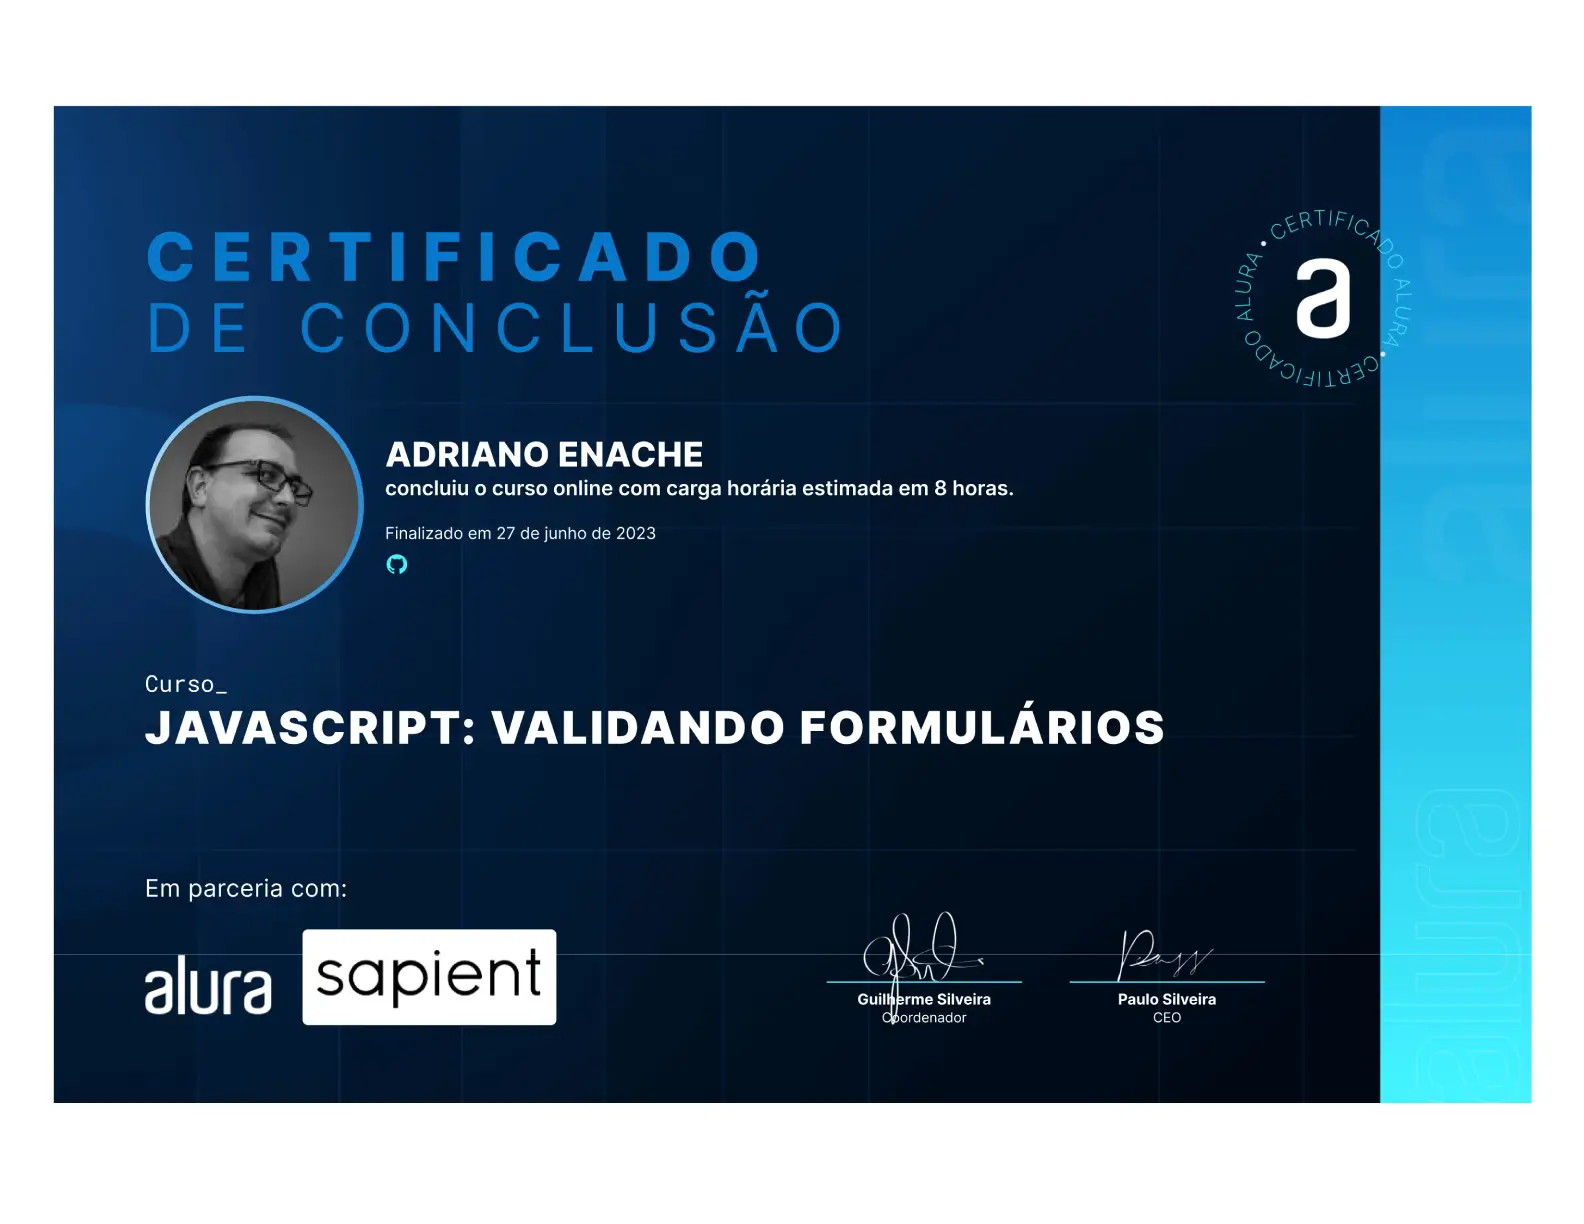 CERTIFICADO
DE CONCLUSÃO
CERTIFICADO ALURA • CERTIFICADO ALURA •
a
ADRIANO ENACHE
concluiu o curso online com carga horária estimada em 8 horas.
Finalizado em 27 de junho de 2023
Curso_
JAVASCRIPT: VALIDANDO FORMULÁRIOS
Em parceria com:
alura
sapient
Guilherme Silveira
Coordenador
Paulo Silveira
CEO
alura
alura